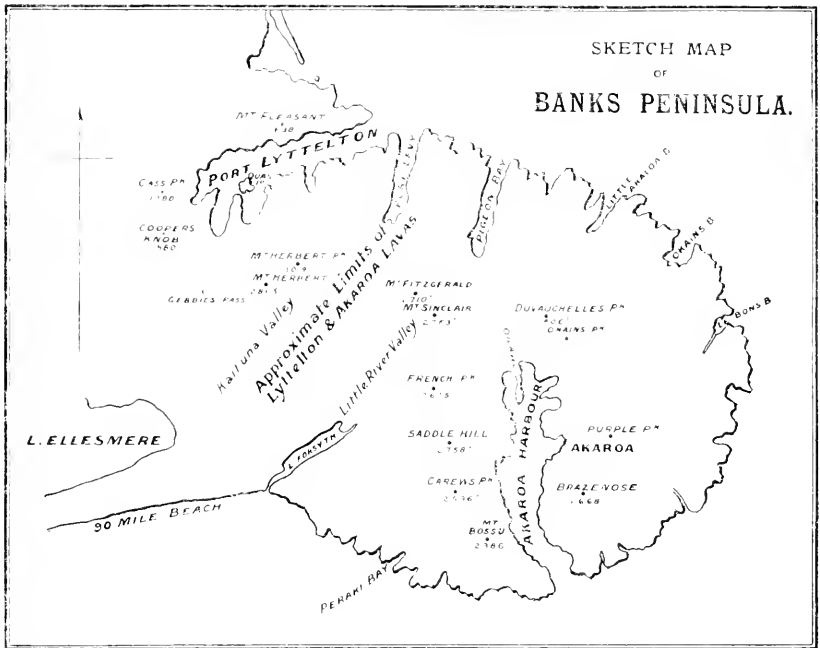 SKETCH MAP
OF
BANKS PENINSULA.
MT PLEASANT
PORT LYTTELTON
CASS PK
COOPERS
KNOB
MT HERBERT PK
MT HERBERT
GEBBIES PASS
Kaituna Valley
Approximate Limits of
Lyttelton & AKAROA LAVAS
PIGEON BAY
LITTLE AKALOA B
OKAINS B
LE BONS B
MT FITZGERALD
MT SINCLAIR
DUVAUCHELLES PK
OKAINS PK
Little River Valley
FRENCH PK
L. ELLESMERE
L FORSYTH
SADDLE HILL
PURPLE PK
AKAROA
AKAROA HARBOUR
CAREWS PK
BRAZENOSE
90 MILE BEACH
MT
BOSSU
2386
PERAKI BAY